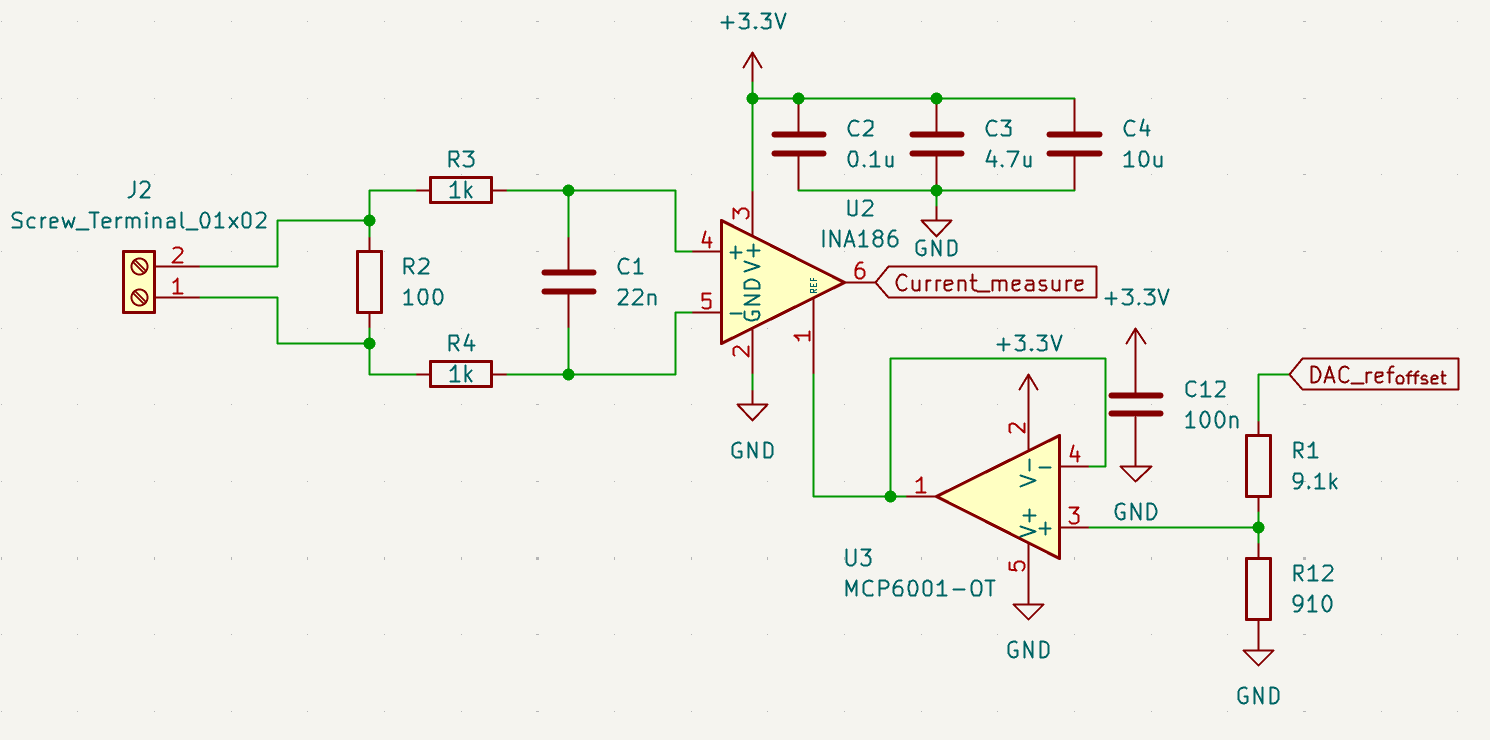 +3.3V
C2
0.1u
C3
4.7u
C4
10u
J2
Screw_Terminal_01x02
2
1
R3
1k
R2
100
R4
1k
C1
22n
U2
INA186
GND
3
4
5
6
2
1
+
−
V+
GND
REF
Current_measure
GND
+3.3V
+3.3V
C12
100n
GND
DAC_refoffset
R1
9.1k
R12
910
GND
2
4
1
3
5
V−
−
V+
+
U3
MCP6001-OT
GND